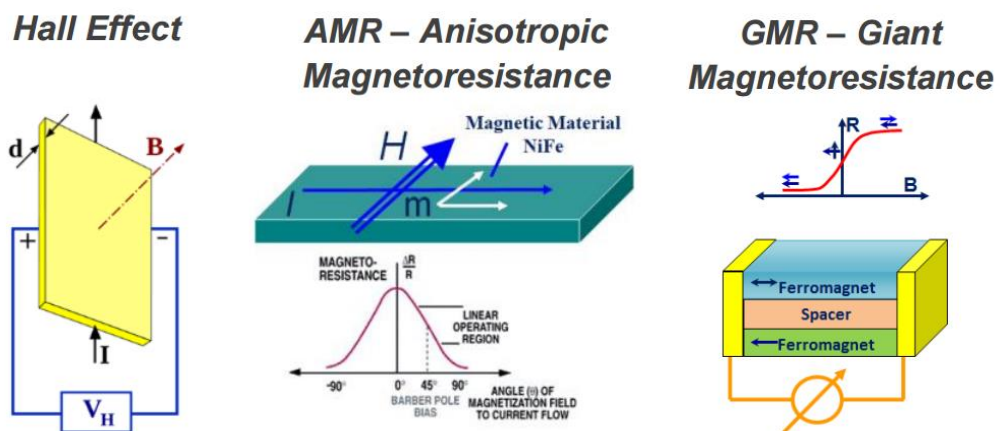 Hall Effect
d
B
+
-
I
V_H
AMR – Anisotropic
Magnetoresistance
H
Magnetic Material
NiFe
I
m
MAGNETO-
RESISTANCE
ΔR
R
LINEAR
OPERATING
REGION
-90°
0°
45°
90°
BARBER POLE
BIAS
ANGLE (θ) OF
MAGNETIZATION FIELD
TO CURRENT FLOW
GMR – Giant
Magnetoresistance
R
B
Ferromagnet
Spacer
Ferromagnet